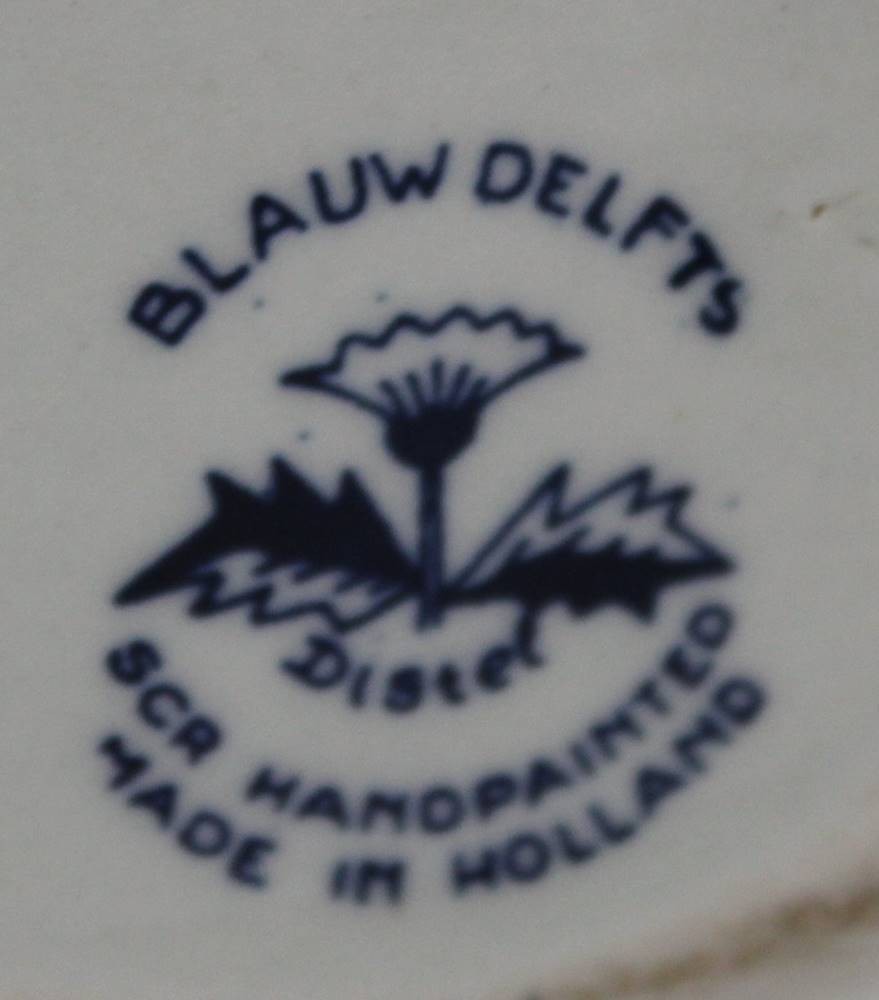 BLAUW DELFTS
Distel
SCR HANDPAINTED
MADE IN HOLLAND